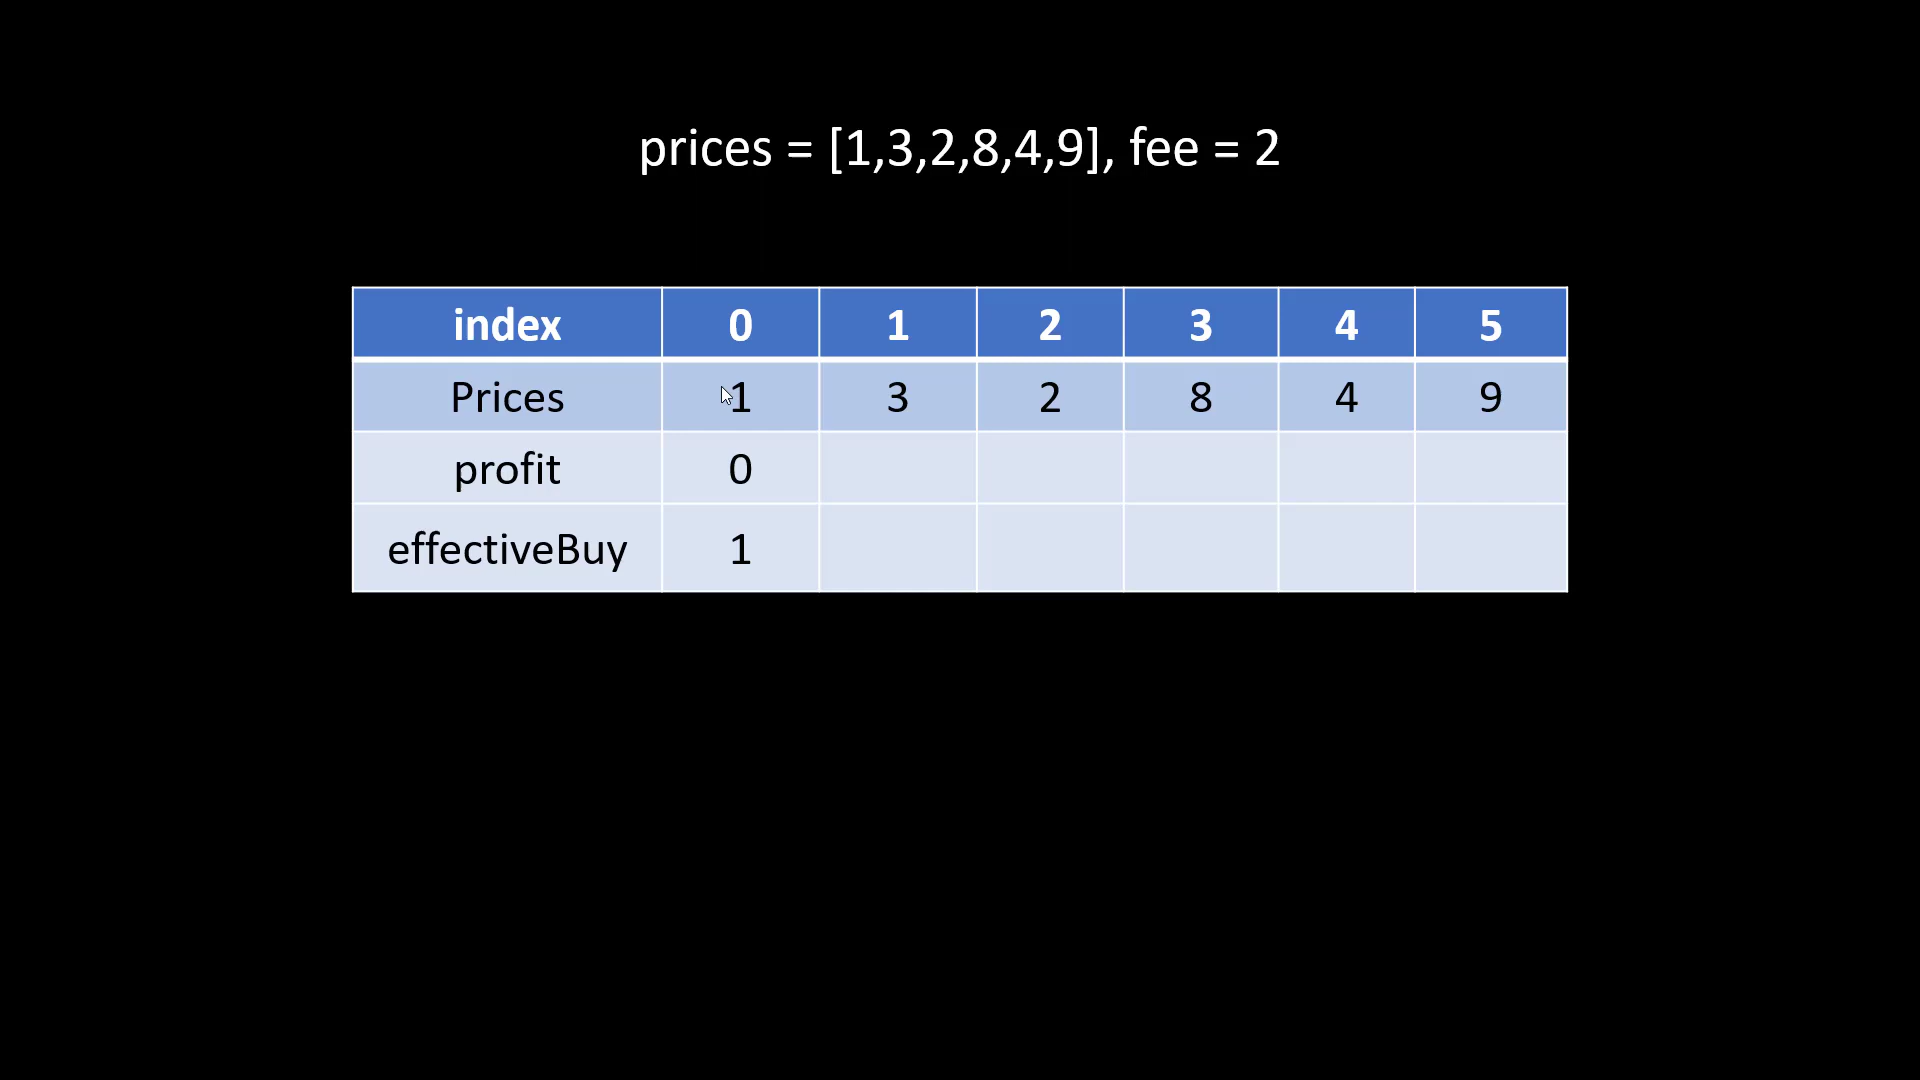 prices = [1,3,2,8,4,9], fee = 2
index 0 1 2 3 4 5
Prices 1 3 2 8 4 9
profit 0
effectiveBuy 1